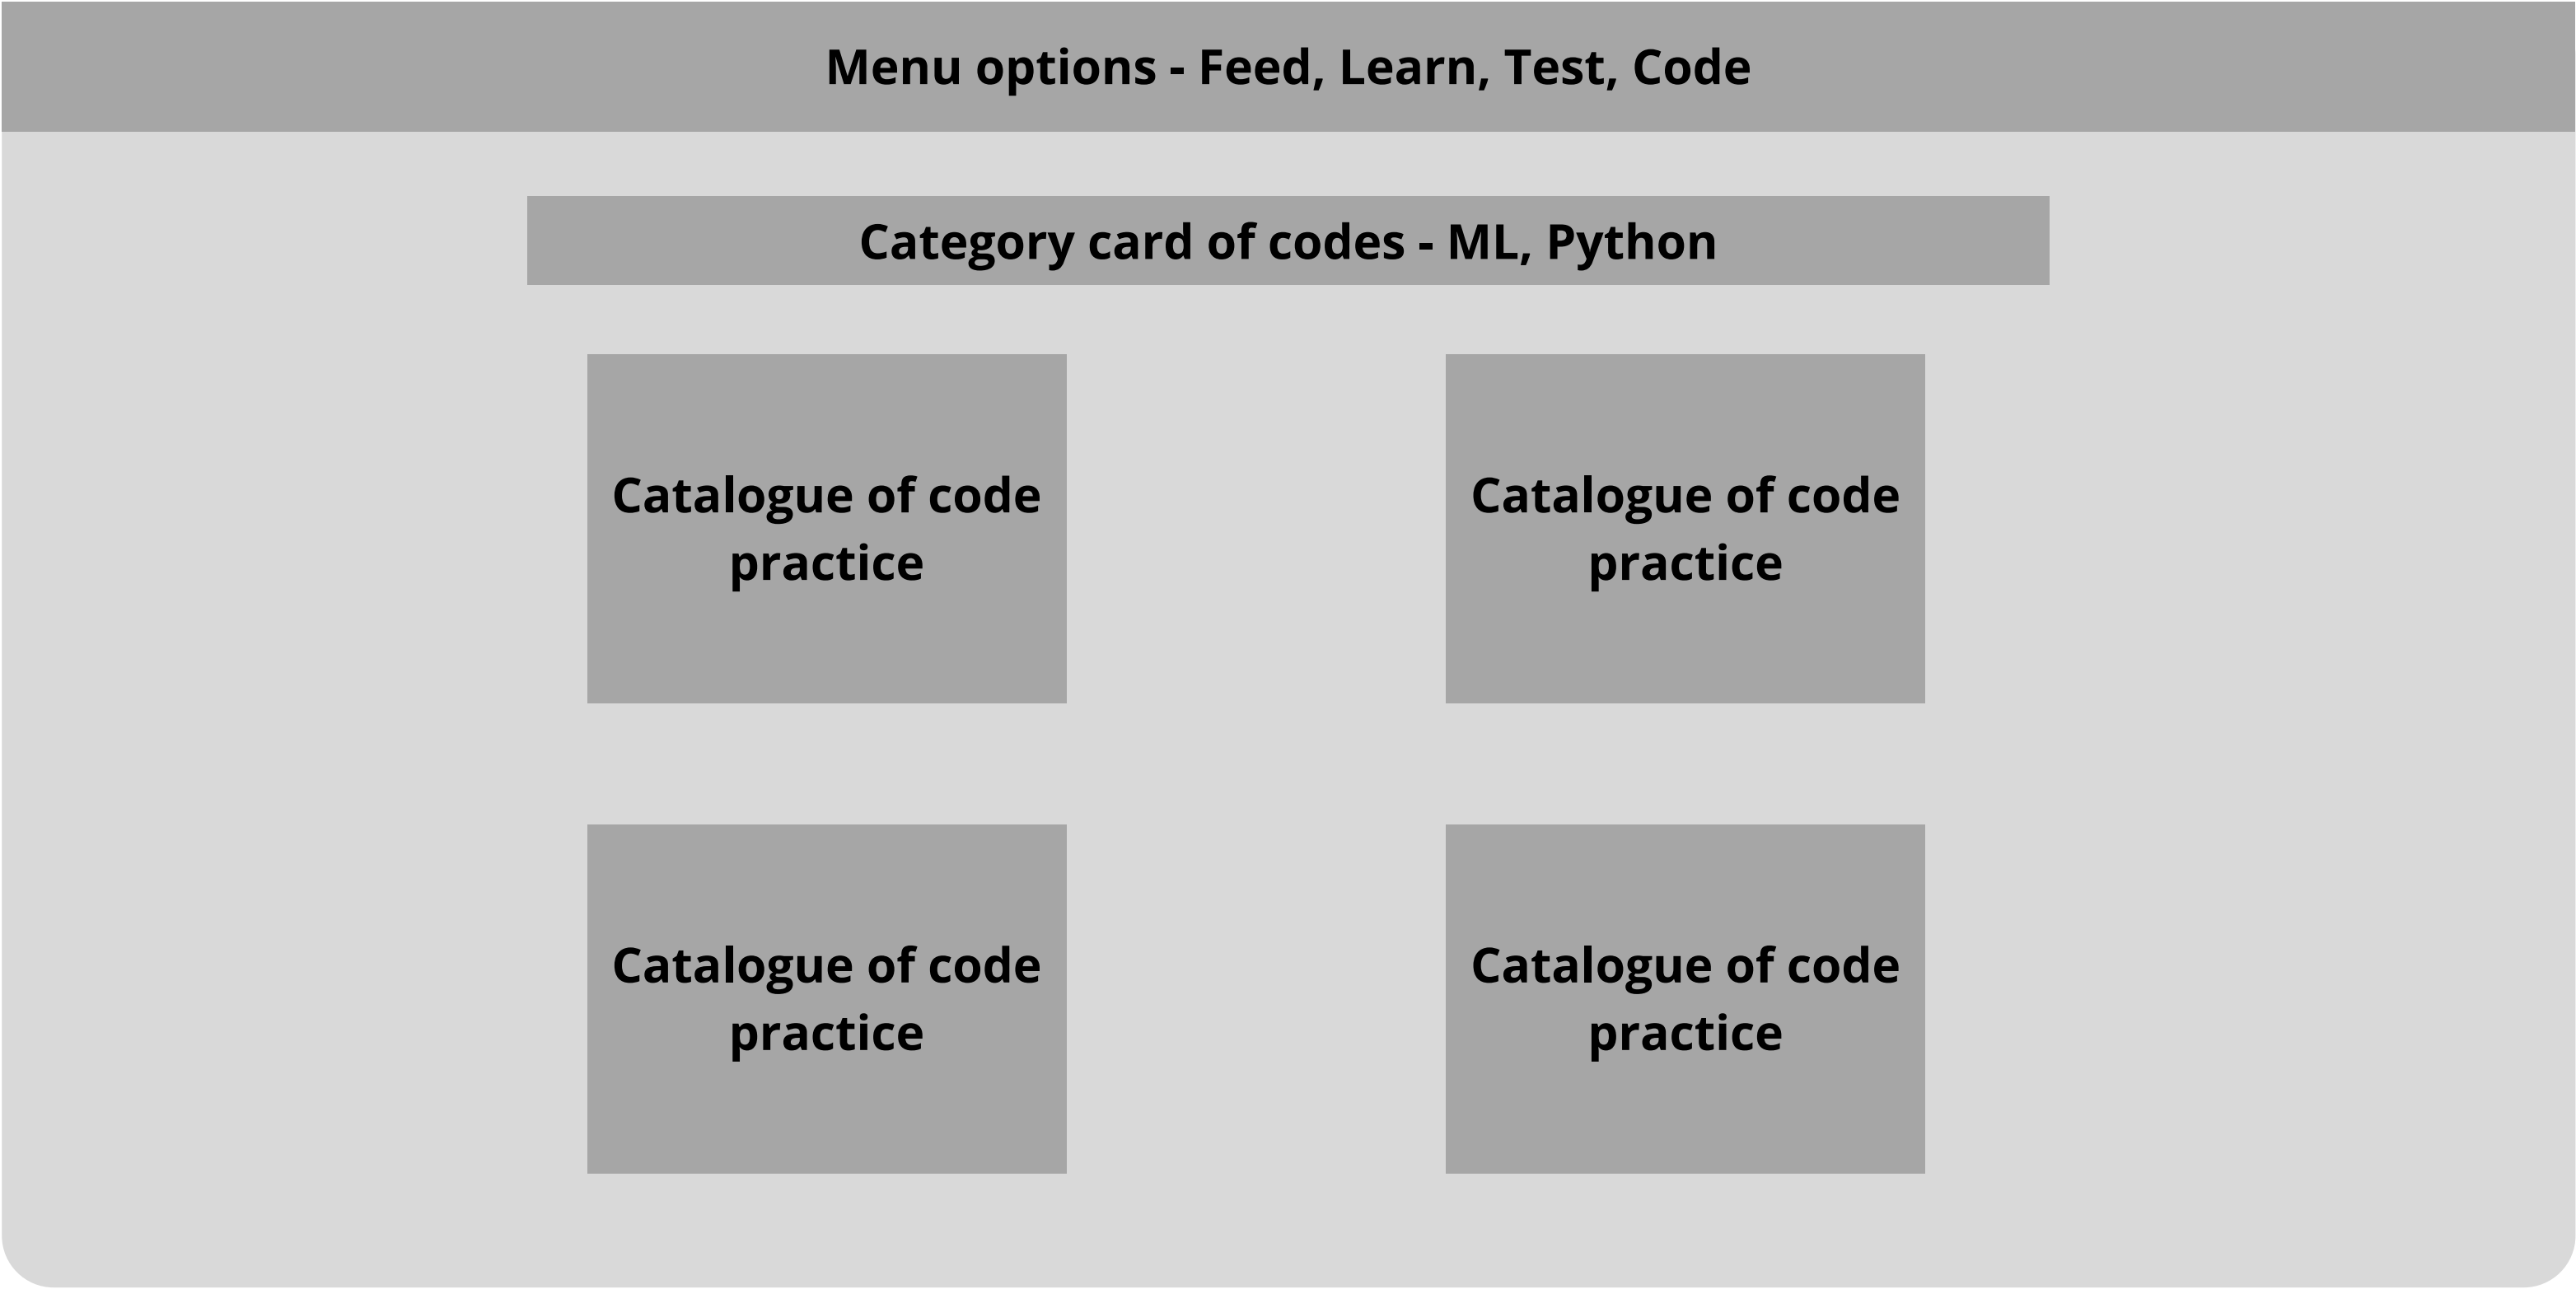 Menu options - Feed, Learn, Test, Code
Category card of codes - ML, Python
Catalogue of code
practice
Catalogue of code
practice
Catalogue of code
practice
Catalogue of code
practice